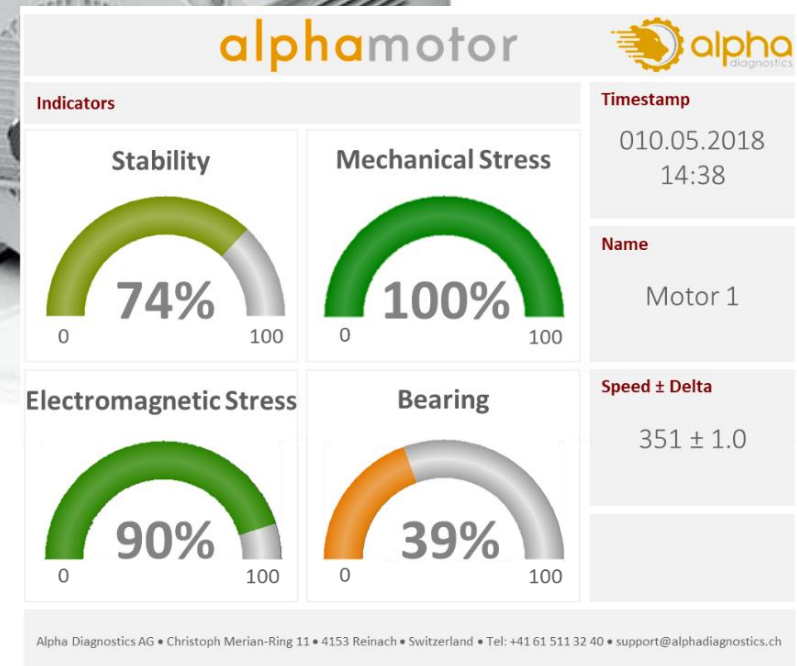 alphamotor
alpha
diagnostics
Indicators
Stability
74%
0
100
Mechanical Stress
100%
0
100
Electromagnetic Stress
90%
0
100
Bearing
39%
0
100
Timestamp
010.05.2018
14:38
Name
Motor 1
Speed ± Delta
351 ± 1.0
Alpha Diagnostics AG • Christoph Merian-Ring 11 • 4153 Reinach • Switzerland • Tel: +41 61 511 32 40 • support@alphadiagnostics.ch